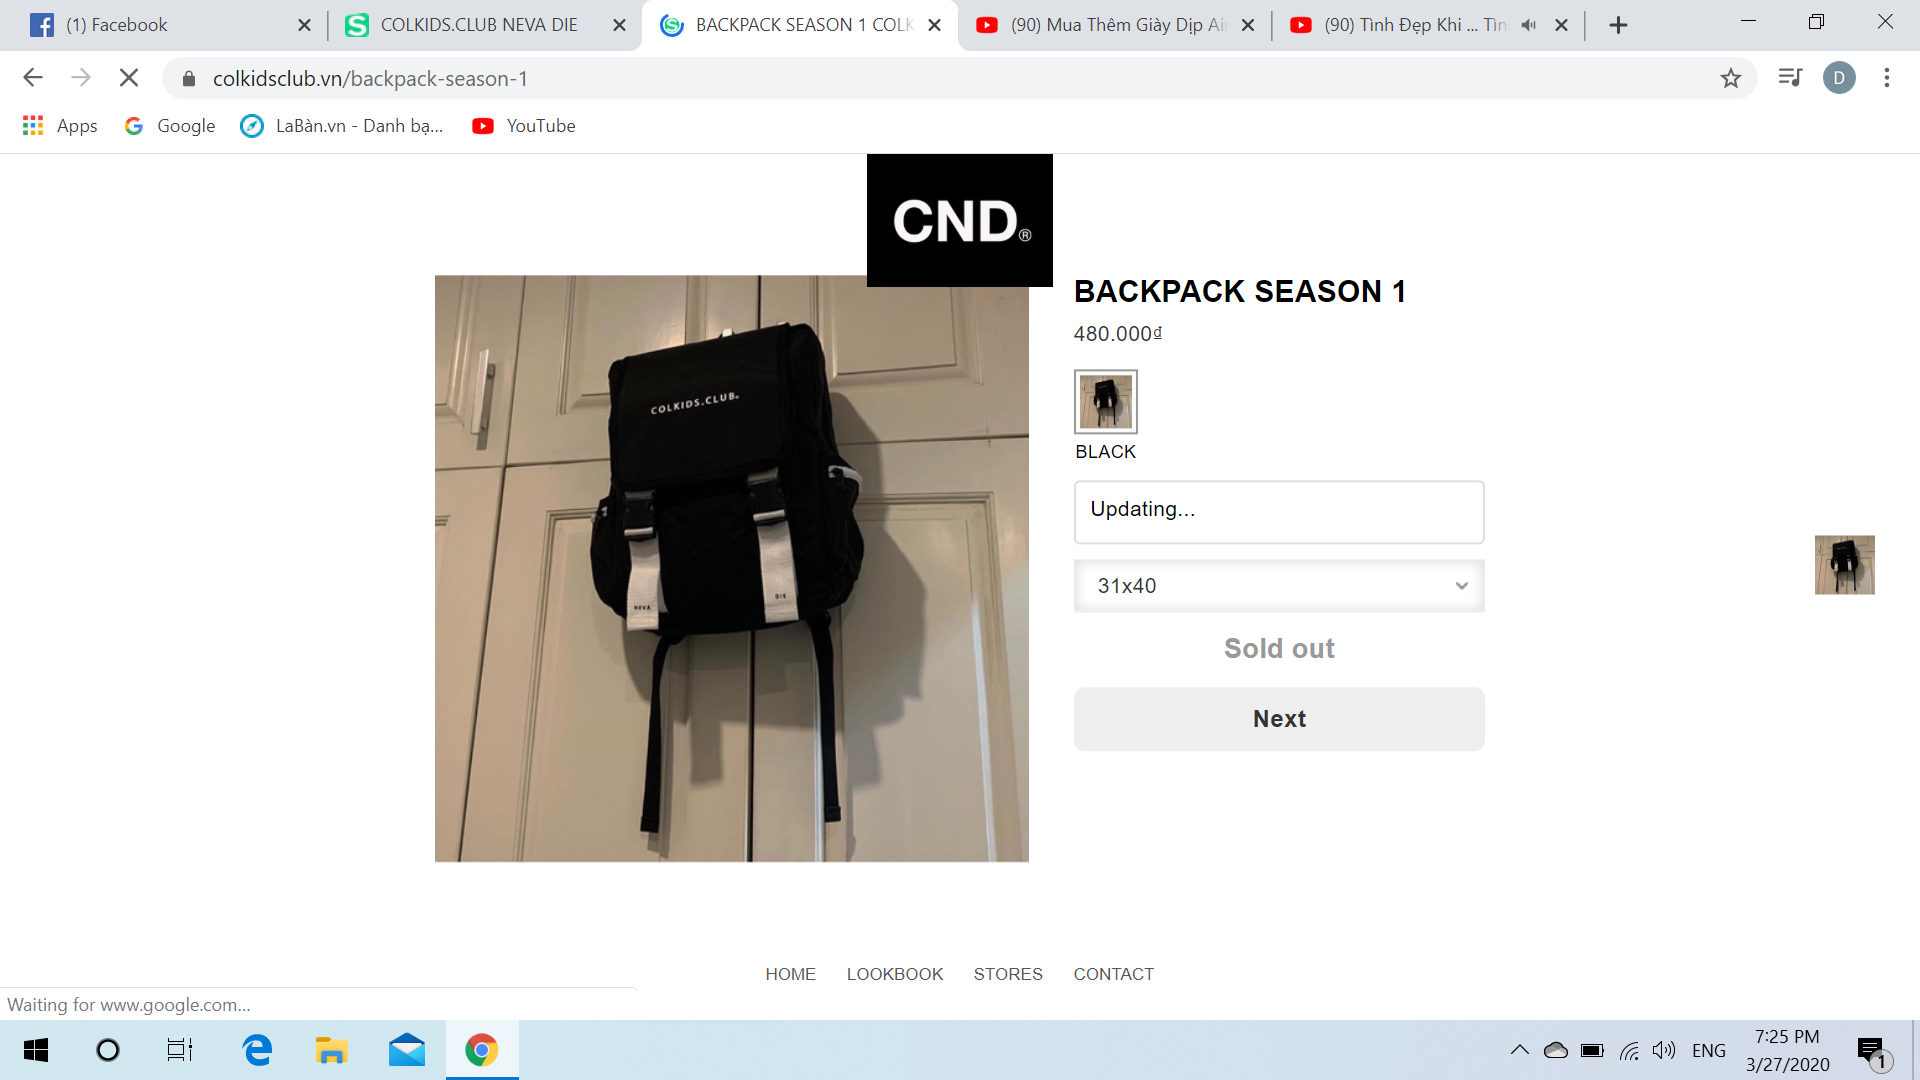 (1) Facebook
COLKIDS.CLUB NEVA DIE
BACKPACK SEASON 1 COLK
(90) Mua Thêm Giày Dịp Air
(90) Tình Đẹp Khi ... Tìn
colkidsclub.vn/backpack-season-1
D
Apps
Google
LaBàn.vn - Danh bạ...
YouTube
CND®
COLKIDS.CLUB®
NEVA
DIE
BACKPACK SEASON 1
480.000₫
BLACK
Updating...
31x40
Sold out
Next
HOME
LOOKBOOK
STORES
CONTACT
Waiting for www.google.com...
ENG
7:25 PM
3/27/2020
1